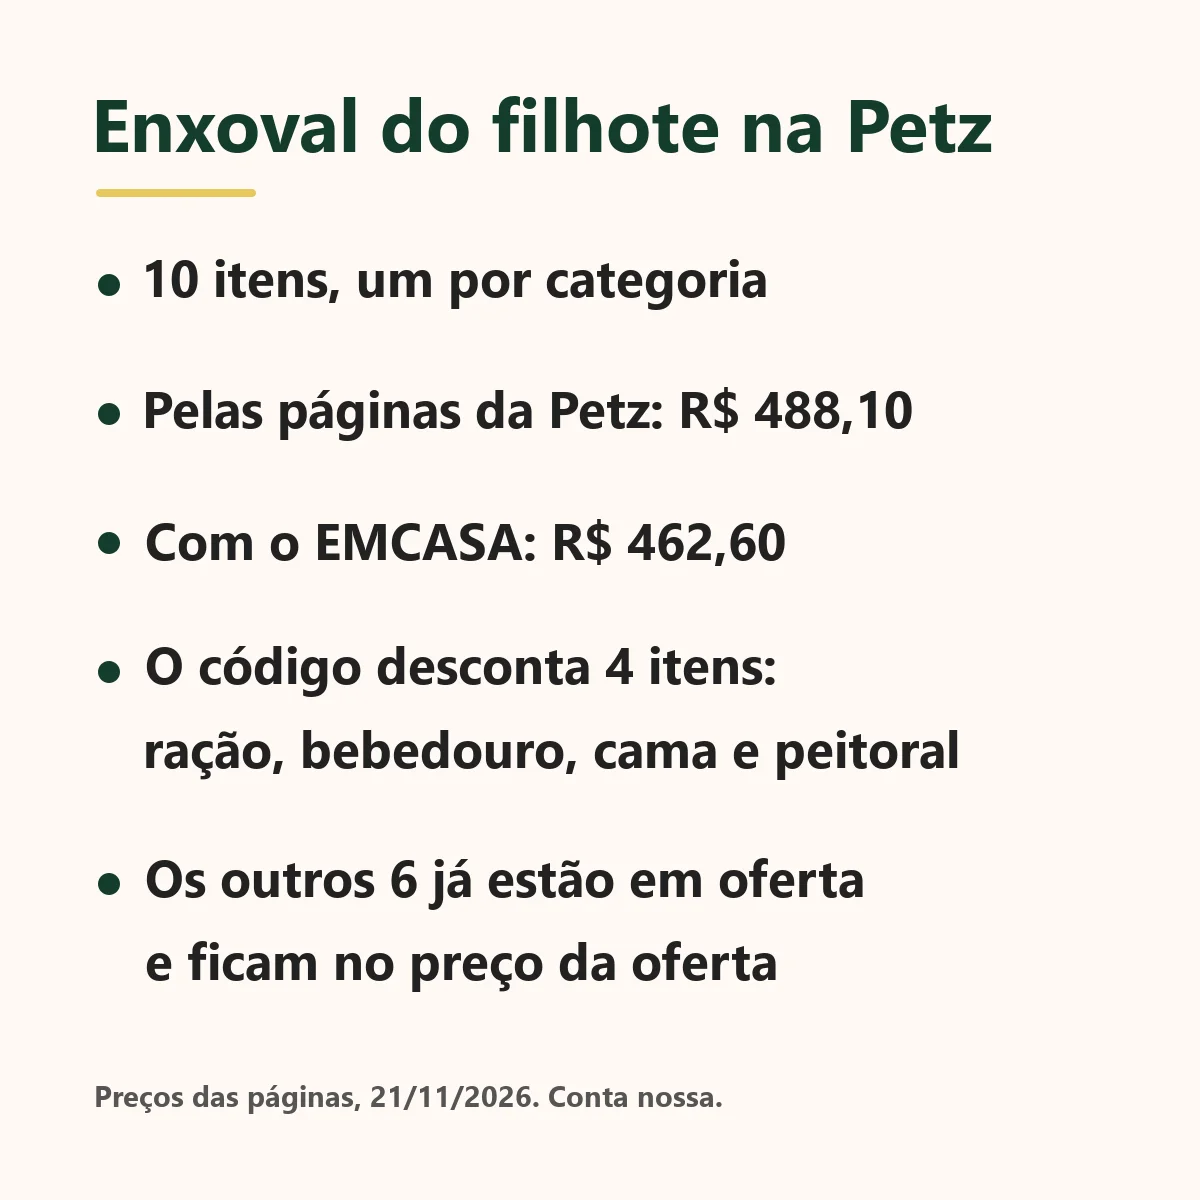 Enxoval do filhote na Petz
• 10 itens, um por categoria
• Pelas páginas da Petz: R$ 488,10
• Com o EMCASA: R$ 462,60
• O código desconta 4 itens:
ração, bebedouro, cama e peitoral
• Os outros 6 já estão em oferta
e ficam no preço da oferta
Preços das páginas, 21/11/2026. Conta nossa.